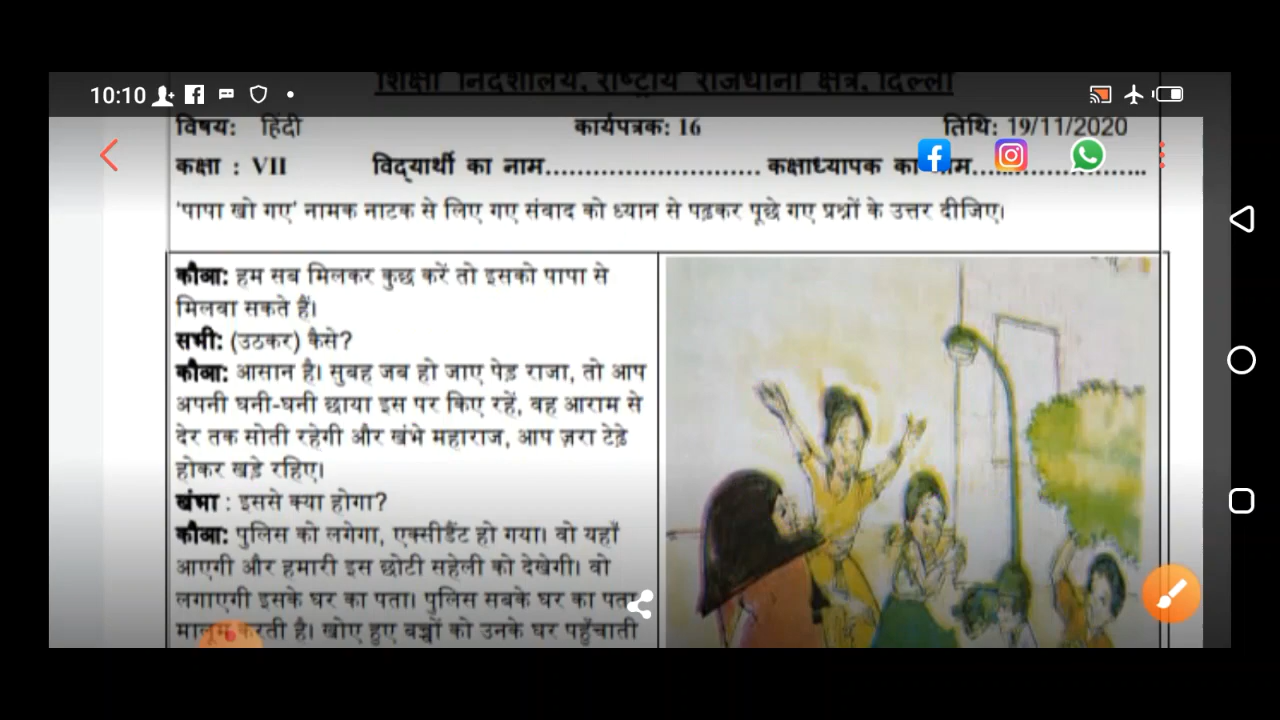 10:10
शिक्षा निदेशालय, राष्ट्रीय राजधानी क्षेत्र, दिल्ली
विषय: हिंदी कार्यपत्रक: 16 तिथि: 19/11/2020
कक्षा : VII विद्यार्थी का नाम........................... कक्षाध्यापक का नाम......................
'पापा खो गए' नामक नाटक से लिए गए संवाद को ध्यान से पढ़कर पूछे गए प्रश्नों के उत्तर दीजिए।
कौआ: हम सब मिलकर कुछ करें तो इसको पापा से
मिलवा सकते हैं।
सभी: (उठकर) कैसे?
कौआ: आसान है। सुबह जब हो जाए पेड़ राजा, तो आप
अपनी घनी-घनी छाया इस पर किए रहें, वह आराम से
देर तक सोती रहेगी और खंभे महाराज, आप ज़रा टेढ़े
होकर खड़े रहिए।
खंभा : इससे क्या होगा?
कौआ: पुलिस को लगेगा, एक्सीडैंट हो गया। वो यहाँ
आएगी और हमारी इस छोटी सहेली को देखेगी। वो
लगाएगी इसके घर का पता। पुलिस सबके घर का पता
मालूम करती है। खोए हुए बच्चों को उनके घर पहुँचाती